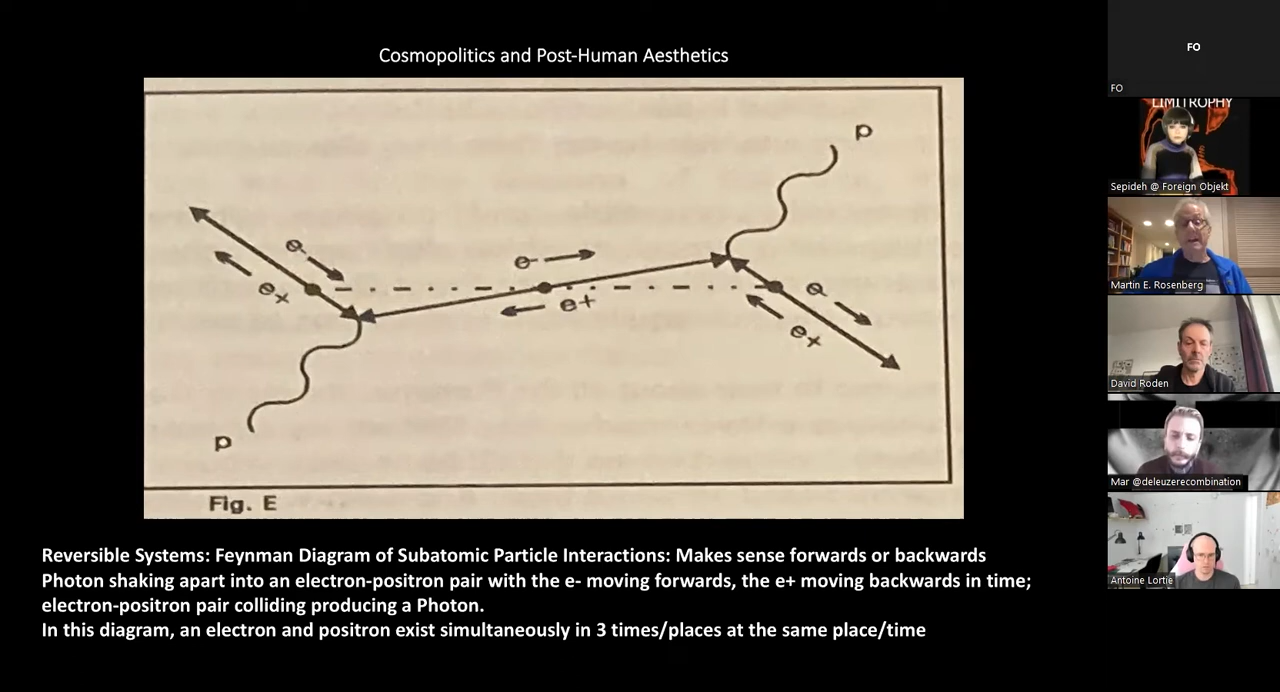 Cosmopolitics and Post-Human Aesthetics
FO
FO
LIMITROPHY
Sepideh @ Foreign Objekt
Martin E. Rosenberg
David Roden
Mar @deleuzerecombination
Antoine Lortie
p
e-
e+
e-
e+
e-
e+
p
Fig. E
Reversible Systems: Feynman Diagram of Subatomic Particle Interactions: Makes sense forwards or backwards
Photon shaking apart into an electron-positron pair with the e- moving forwards, the e+ moving backwards in time;
electron-positron pair colliding producing a Photon.
In this diagram, an electron and positron exist simultaneously in 3 times/places at the same place/time